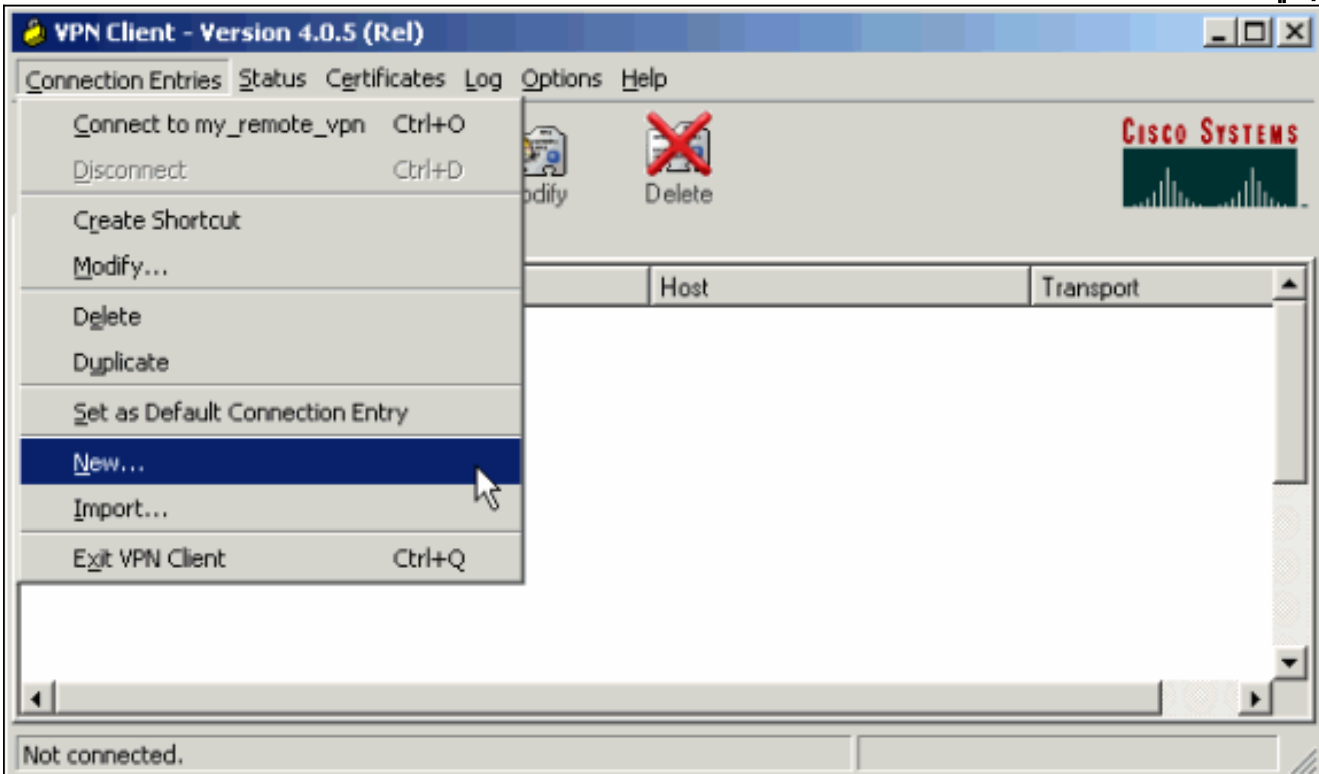 VPN Client - Version 4.0.5 (Rel)
Connection Entries Status Certificates Log Options Help
Connect to my_remote_vpn Ctrl+O
Disconnect Ctrl+D
Create Shortcut
Modify...
Delete
Duplicate
Set as Default Connection Entry
New...
Import...
Exit VPN Client Ctrl+Q
odify
Delete
CISCO SYSTEMS
Host Transport
Not connected.